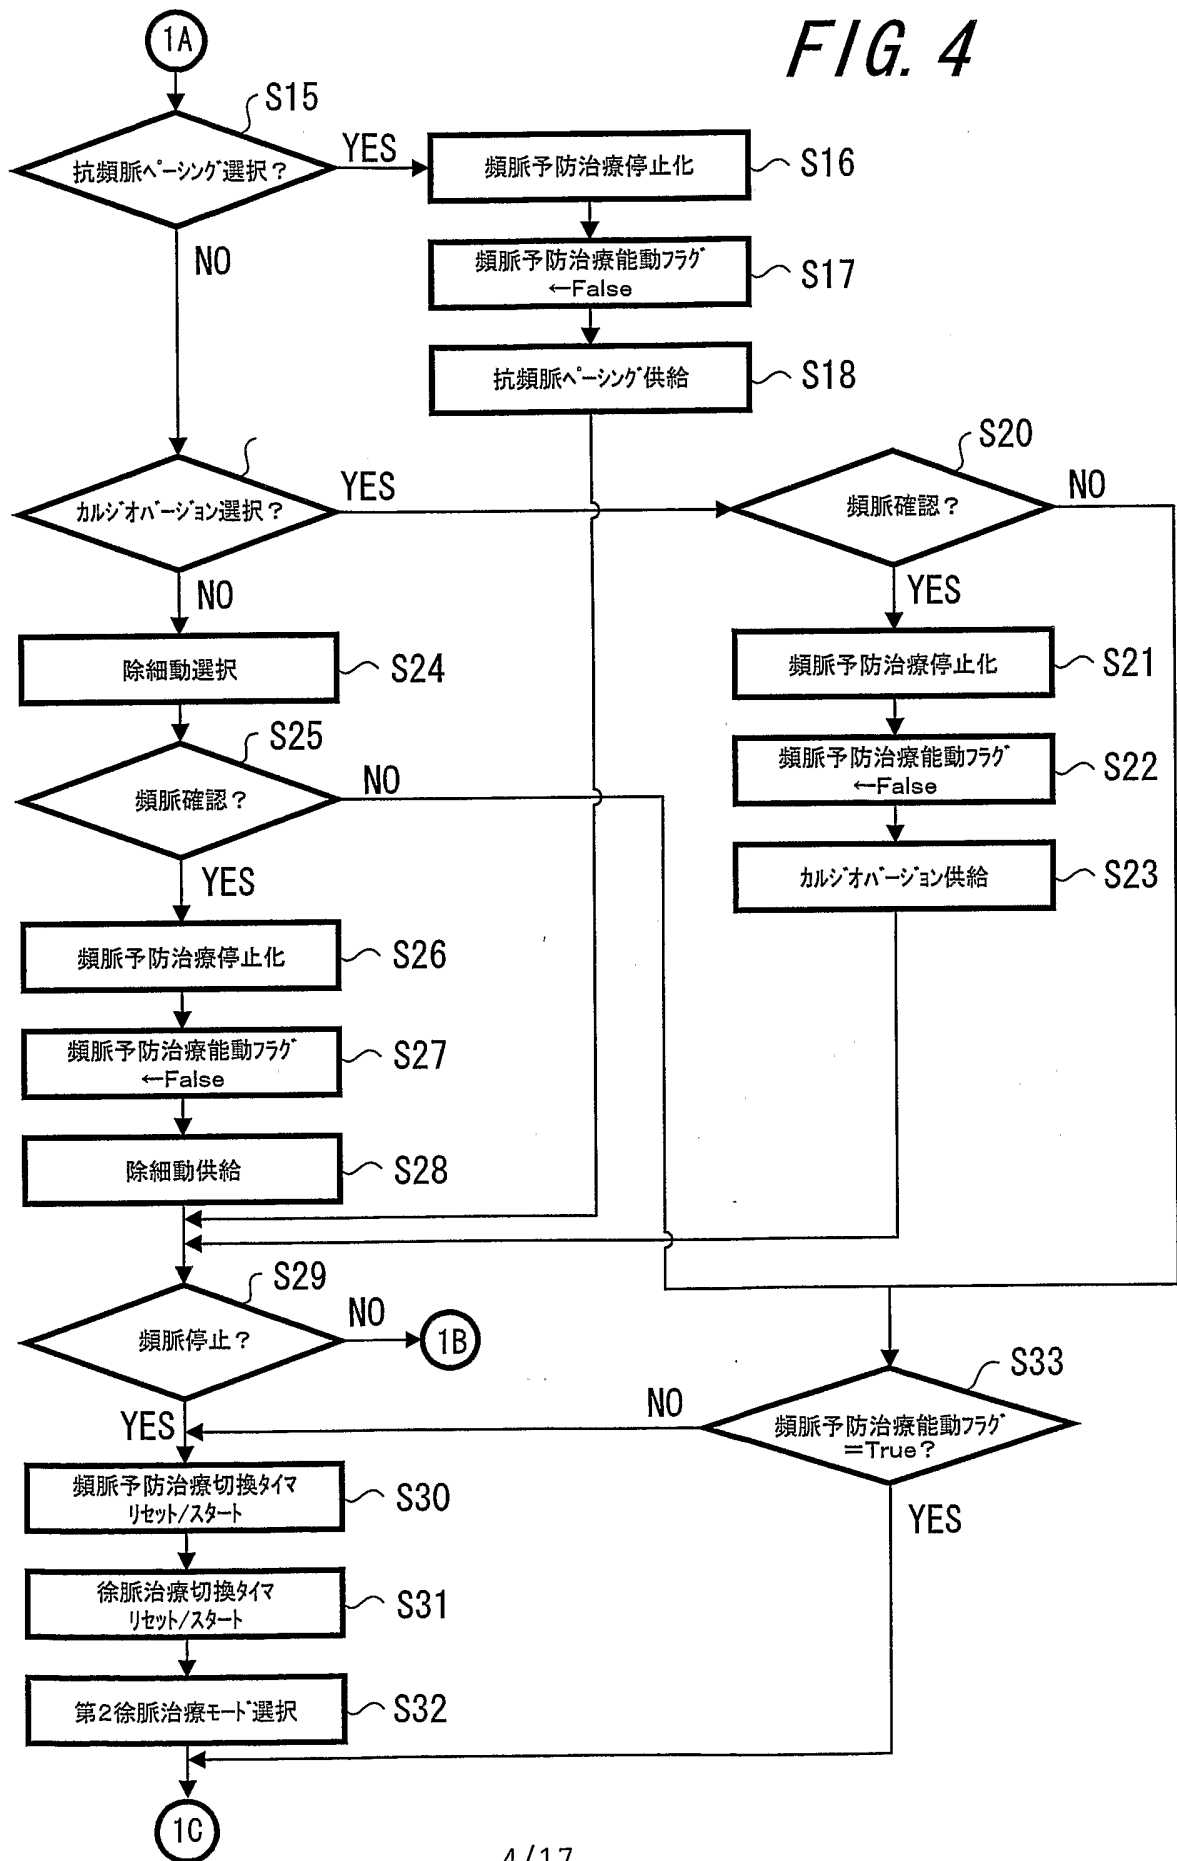 FIG. 4
1A
S15
抗頻脈ペーシング選択?
YES
NO
頻脈予防治療停止化
S16
頻脈予防治療能動フラグ
←False
S17
抗頻脈ペーシング供給
S18
カルジオバージョン選択?
YES
NO
S20
頻脈確認?
NO
YES
頻脈予防治療停止化
S21
頻脈予防治療能動フラグ
←False
S22
カルジオバージョン供給
S23
除細動選択
S24
S25
頻脈確認?
NO
YES
頻脈予防治療停止化
S26
頻脈予防治療能動フラグ
←False
S27
除細動供給
S28
S29
頻脈停止?
NO
1B
YES
S33
頻脈予防治療能動フラグ
=True?
NO
YES
頻脈予防治療切換タイマ
リセット/スタート
S30
徐脈治療切換タイマ
リセット/スタート
S31
第2徐脈治療モード選択
S32
1C
4/17